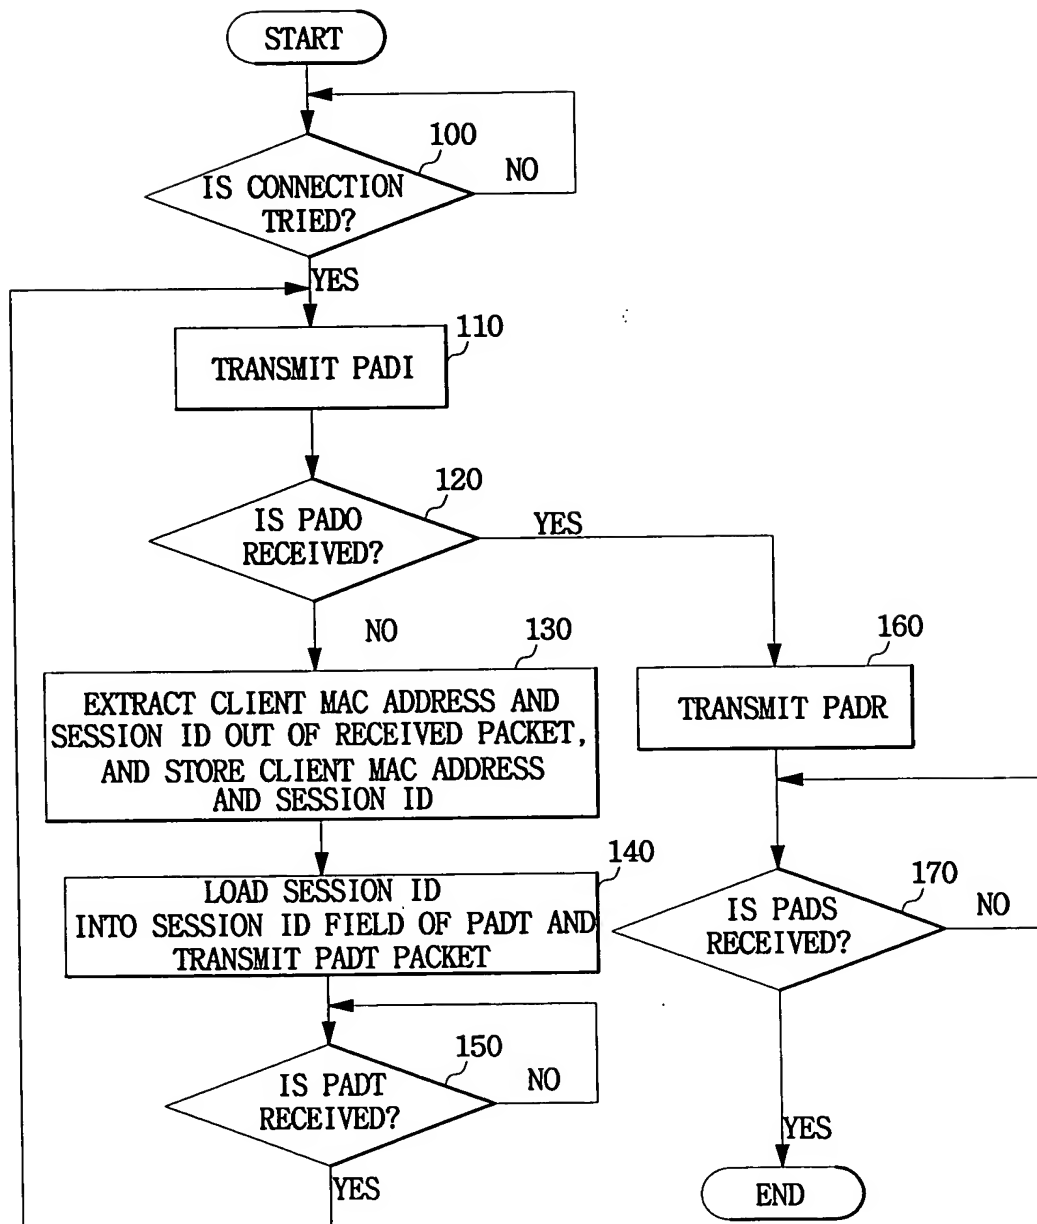 START
100
NO
IS CONNECTION
TRIED?
YES
110
TRANSMIT PADI
120
IS PADO
RECEIVED?
YES
NO
130
160
EXTRACT CLIENT MAC ADDRESS AND
SESSION ID OUT OF RECEIVED PACKET,
AND STORE CLIENT MAC ADDRESS
AND SESSION ID
TRANSMIT PADR
140
LOAD SESSION ID
INTO SESSION ID FIELD OF PADT AND
TRANSMIT PADT PACKET
170
IS PADS
RECEIVED?
NO
150
IS PADT
RECEIVED?
NO
YES
YES
END